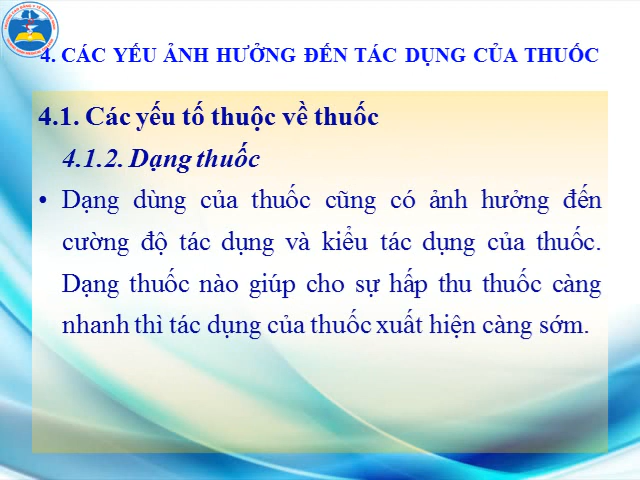 4. CÁC YẾU ẢNH HƯỞNG ĐẾN TÁC DỤNG CỦA THUỐC
4.1. Các yếu tố thuộc về thuốc
4.1.2. Dạng thuốc
• Dạng dùng của thuốc cũng có ảnh hưởng đến
cường độ tác dụng và kiểu tác dụng của thuốc.
Dạng thuốc nào giúp cho sự hấp thu thuốc càng
nhanh thì tác dụng của thuốc xuất hiện càng sớm.